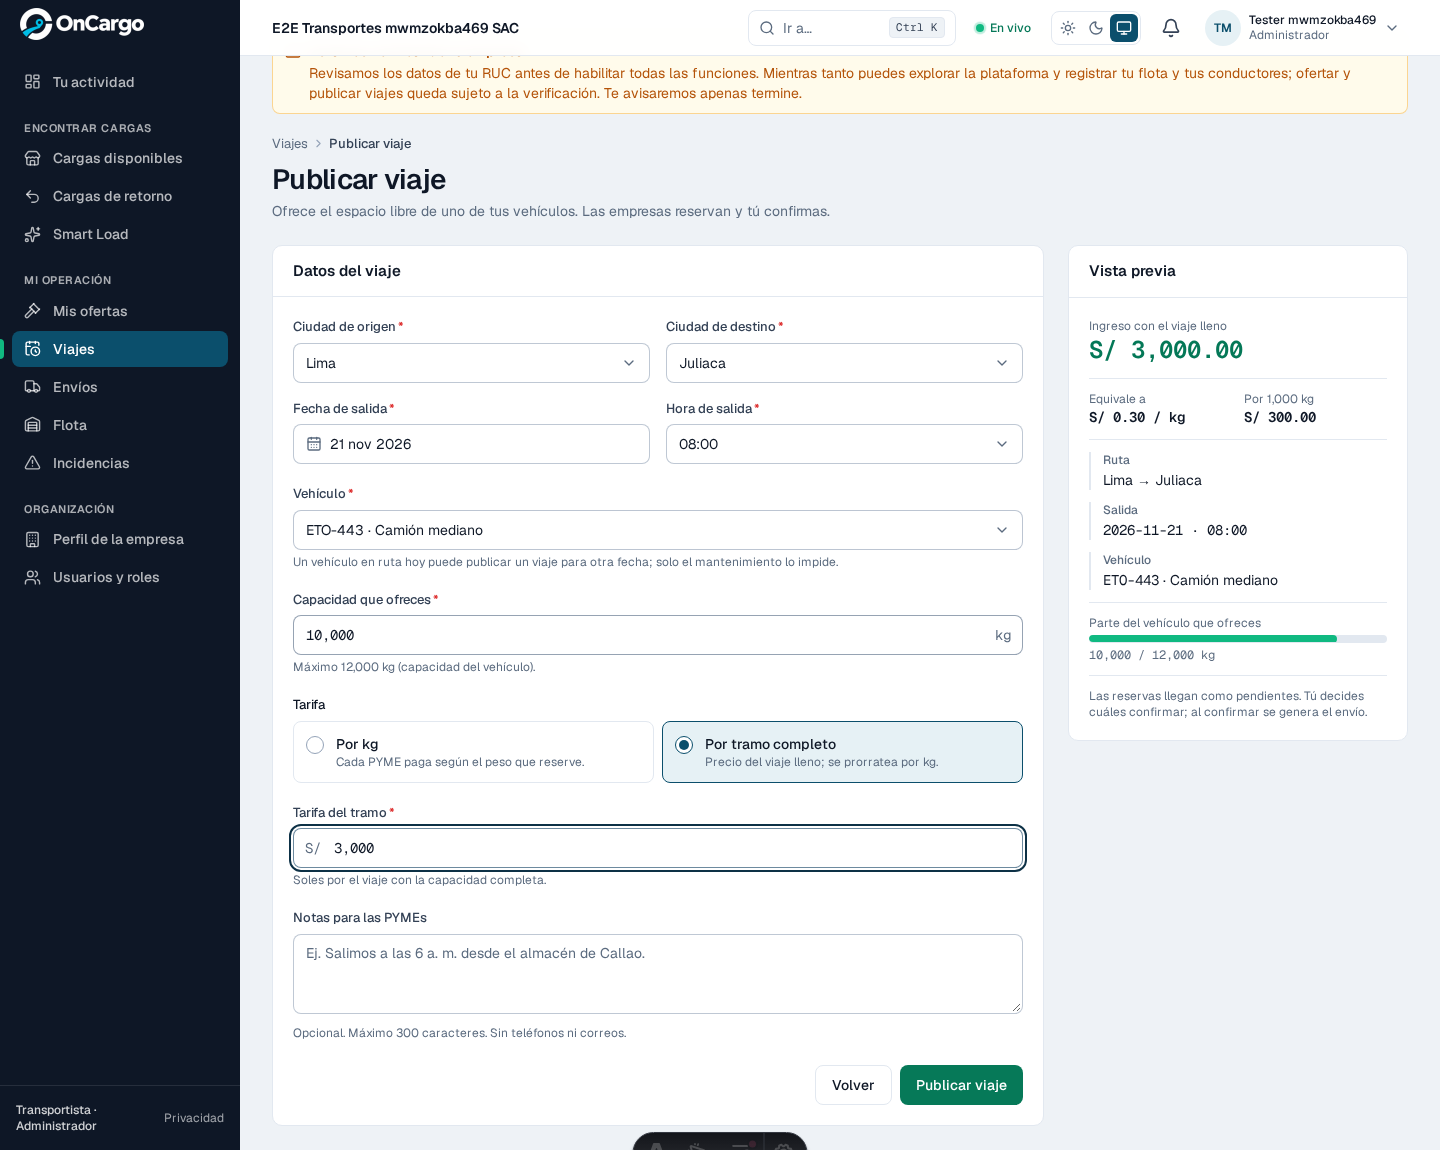 OnCargo
E2E Transportes mwmzokba469 SAC
Ir a...
Ctrl K
En vivo
TM
Tester mwmzokba469
Administrador
Tu actividad
ENCONTRAR CARGAS
Cargas disponibles
Cargas de retorno
Smart Load
MI OPERACIÓN
Mis ofertas
Viajes
Envíos
Flota
Incidencias
ORGANIZACIÓN
Perfil de la empresa
Usuarios y roles
Transportista ·
Administrador
Privacidad
Revisamos los datos de tu RUC antes de habilitar todas las funciones. Mientras tanto puedes explorar la plataforma y registrar tu flota y tus conductores; ofertar y
publicar viajes queda sujeto a la verificación. Te avisaremos apenas termine.
Viajes > Publicar viaje
Publicar viaje
Ofrece el espacio libre de uno de tus vehículos. Las empresas reservan y tú confirmas.
Datos del viaje
Ciudad de origen *
Ciudad de destino *
Lima
Juliaca
Fecha de salida *
Hora de salida *
21 nov 2026
08:00
Vehículo *
ETO-443 · Camión mediano
Un vehículo en ruta hoy puede publicar un viaje para otra fecha; solo el mantenimiento lo impide.
Capacidad que ofreces *
10,000
kg
Máximo 12,000 kg (capacidad del vehículo).
Tarifa
Por kg
Cada PYME paga según el peso que reserve.
Por tramo completo
Precio del viaje lleno; se prorratea por kg.
Tarifa del tramo *
S/ 3,000
Soles por el viaje con la capacidad completa.
Notas para las PYMEs
Ej. Salimos a las 6 a. m. desde el almacén de Callao.
Opcional. Máximo 300 caracteres. Sin teléfonos ni correos.
Volver
Publicar viaje
Vista previa
Ingreso con el viaje lleno
S/ 3,000.00
Equivale a
Por 1,000 kg
S/ 0.30 / kg
S/ 300.00
Ruta
Lima → Juliaca
Salida
2026-11-21 · 08:00
Vehículo
ETO-443 · Camión mediano
Parte del vehículo que ofreces
10,000 / 12,000 kg
Las reservas llegan como pendientes. Tú decides
cuáles confirmar; al confirmar se genera el envío.